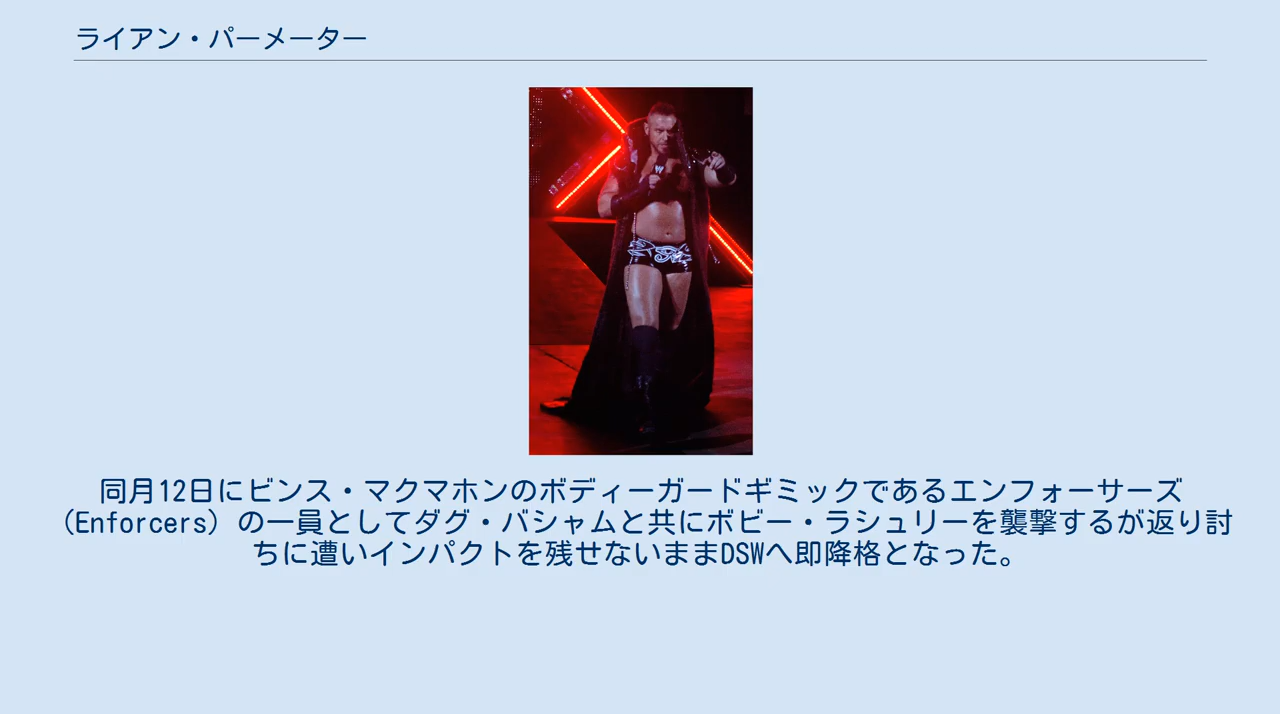 ライアン・パーメーター
同月12日にビンス・マクマホンのボディーガードギミックであるエンフォーサーズ
（Enforcers）の一員としてダグ・バシャムと共にボビー・ラシュリーを襲撃するが返り討
ちに遭いインパクトを残せないままDSWへ即降格となった。